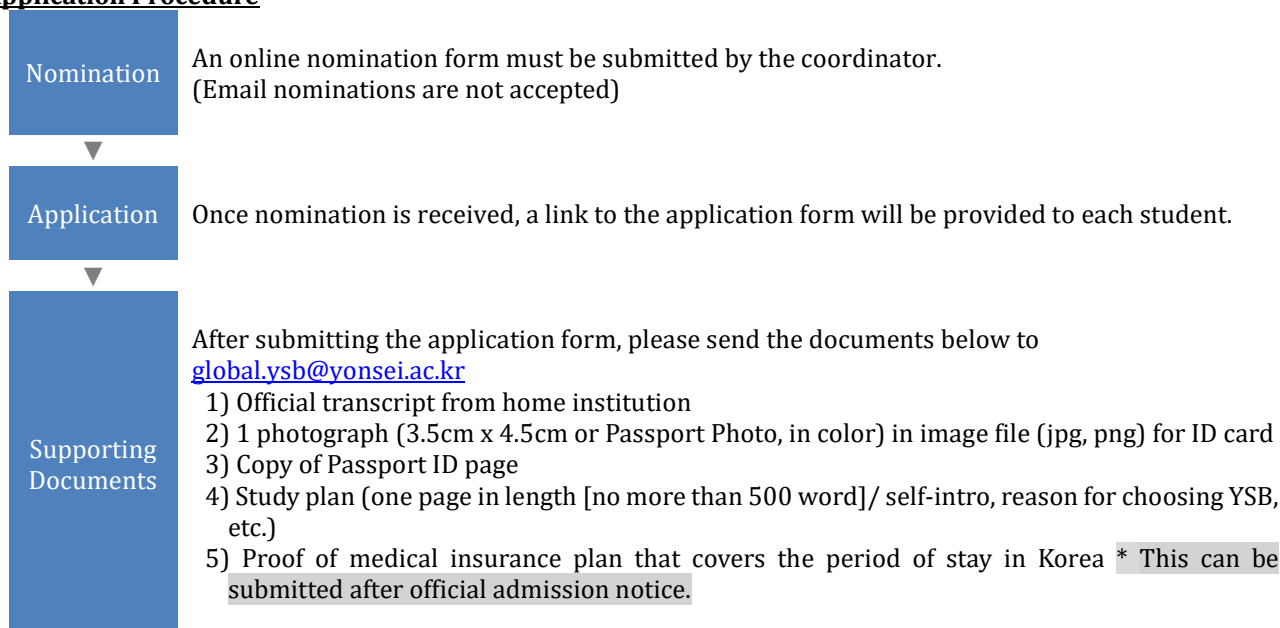 Application Procedure
Nomination
An online nomination form must be submitted by the coordinator.
(Email nominations are not accepted)
Application
Once nomination is received, a link to the application form will be provided to each student.
Supporting
Documents
After submitting the application form, please send the documents below to
global.ysb@yonsei.ac.kr
1) Official transcript from home institution
2) 1 photograph (3.5cm x 4.5cm or Passport Photo, in color) in image file (jpg, png) for ID card
3) Copy of Passport ID page
4) Study plan (one page in length [no more than 500 word]/ self-intro, reason for choosing YSB,
etc.)
5) Proof of medical insurance plan that covers the period of stay in Korea * This can be
submitted after official admission notice.